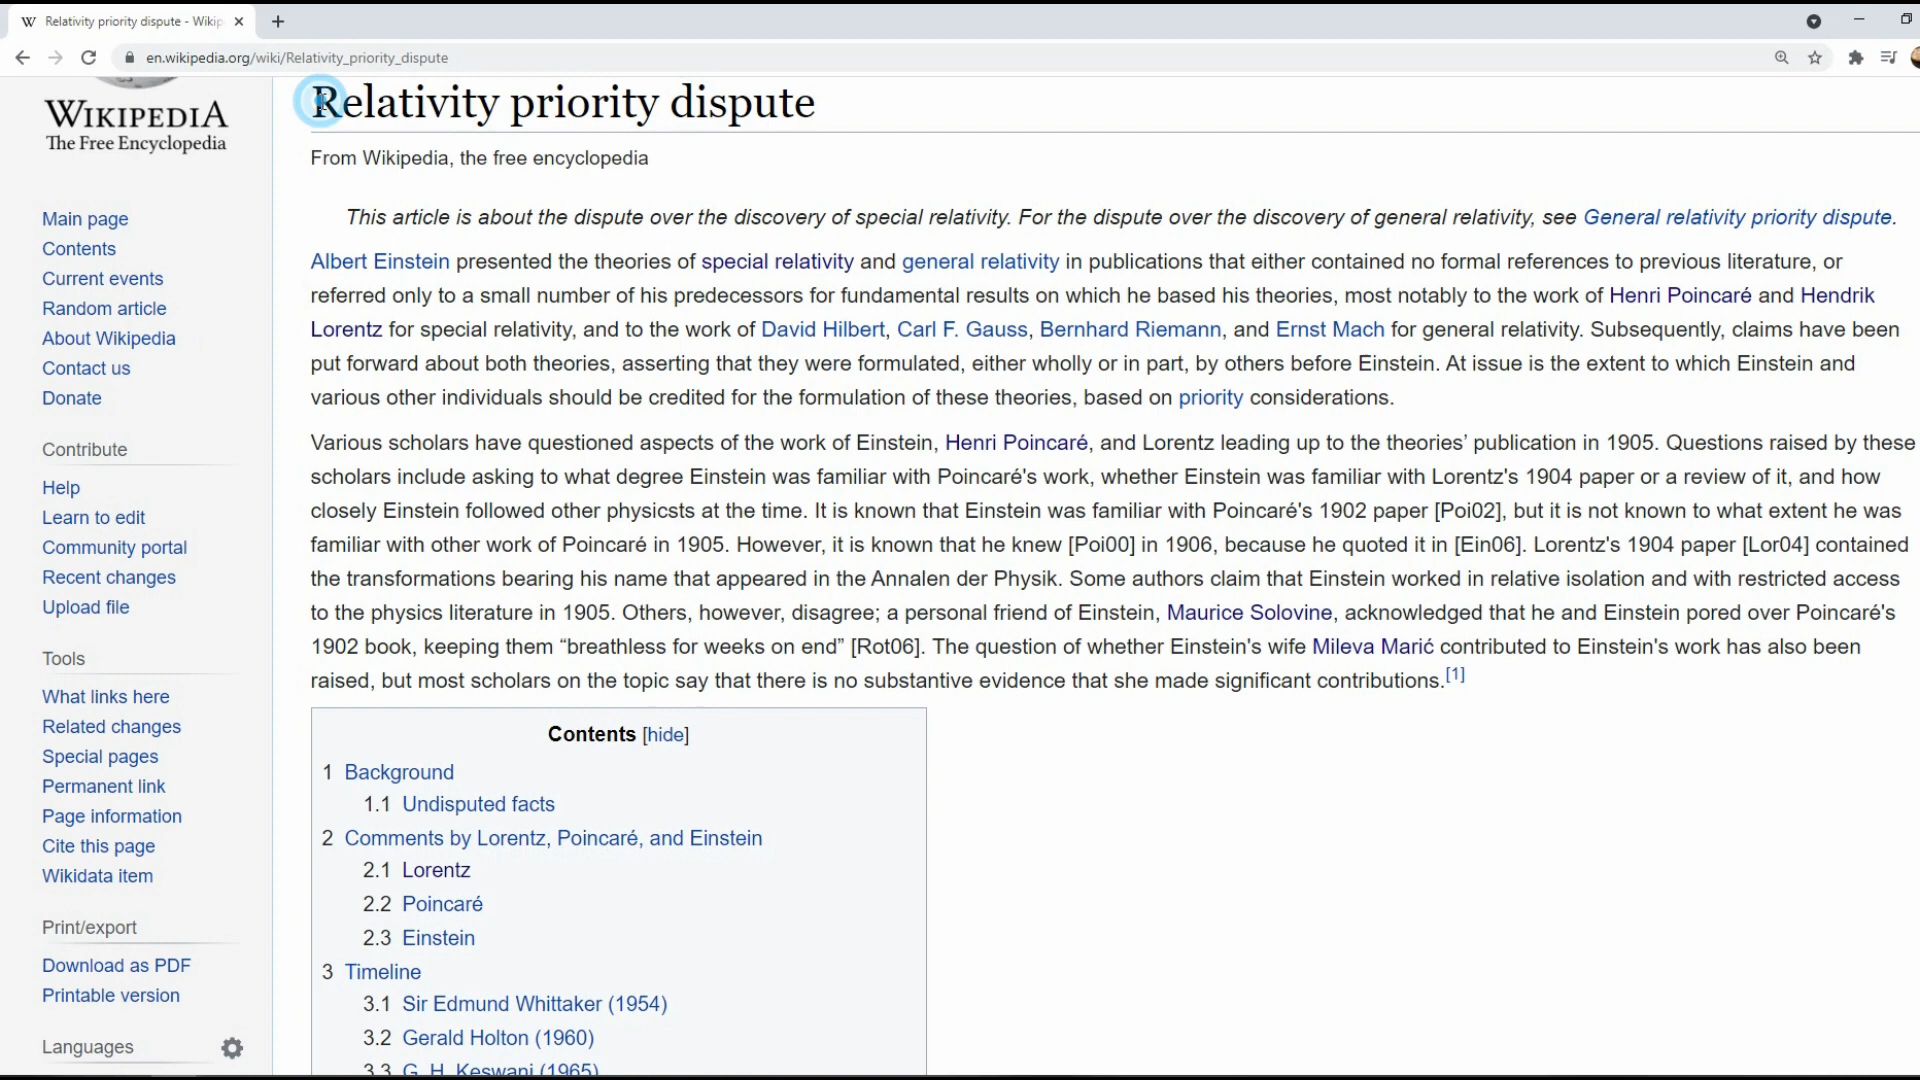 W Relativity priority dispute - Wikip
en.wikipedia.org/wiki/Relativity_priority_dispute
WIKIPEDIA
The Free Encyclopedia
Main page
Contents
Current events
Random article
About Wikipedia
Contact us
Donate
Contribute
Help
Learn to edit
Community portal
Recent changes
Upload file
Tools
What links here
Related changes
Special pages
Permanent link
Page information
Cite this page
Wikidata item
Print/export
Download as PDF
Printable version
Languages
Relativity priority dispute
From Wikipedia, the free encyclopedia
This article is about the dispute over the discovery of special relativity. For the dispute over the discovery of general relativity, see General relativity priority dispute.
Albert Einstein presented the theories of special relativity and general relativity in publications that either contained no formal references to previous literature, or
referred only to a small number of his predecessors for fundamental results on which he based his theories, most notably to the work of Henri Poincaré and Hendrik
Lorentz for special relativity, and to the work of David Hilbert, Carl F. Gauss, Bernhard Riemann, and Ernst Mach for general relativity. Subsequently, claims have been
put forward about both theories, asserting that they were formulated, either wholly or in part, by others before Einstein. At issue is the extent to which Einstein and
various other individuals should be credited for the formulation of these theories, based on priority considerations.
Various scholars have questioned aspects of the work of Einstein, Henri Poincaré, and Lorentz leading up to the theories’ publication in 1905. Questions raised by these
scholars include asking to what degree Einstein was familiar with Poincaré's work, whether Einstein was familiar with Lorentz's 1904 paper or a review of it, and how
closely Einstein followed other physicsts at the time. It is known that Einstein was familiar with Poincaré's 1902 paper [Poi02], but it is not known to what extent he was
familiar with other work of Poincaré in 1905. However, it is known that he knew [Poi00] in 1906, because he quoted it in [Ein06]. Lorentz's 1904 paper [Lor04] contained
the transformations bearing his name that appeared in the Annalen der Physik. Some authors claim that Einstein worked in relative isolation and with restricted access
to the physics literature in 1905. Others, however, disagree; a personal friend of Einstein, Maurice Solovine, acknowledged that he and Einstein pored over Poincaré's
1902 book, keeping them “breathless for weeks on end” [Rot06]. The question of whether Einstein's wife Mileva Marić contributed to Einstein's work has also been
raised, but most scholars on the topic say that there is no substantive evidence that she made significant contributions.[1]
Contents [hide]
1 Background
1.1 Undisputed facts
2 Comments by Lorentz, Poincaré, and Einstein
2.1 Lorentz
2.2 Poincaré
2.3 Einstein
3 Timeline
3.1 Sir Edmund Whittaker (1954)
3.2 Gerald Holton (1960)
3.3 G. H. Keswani (1965)